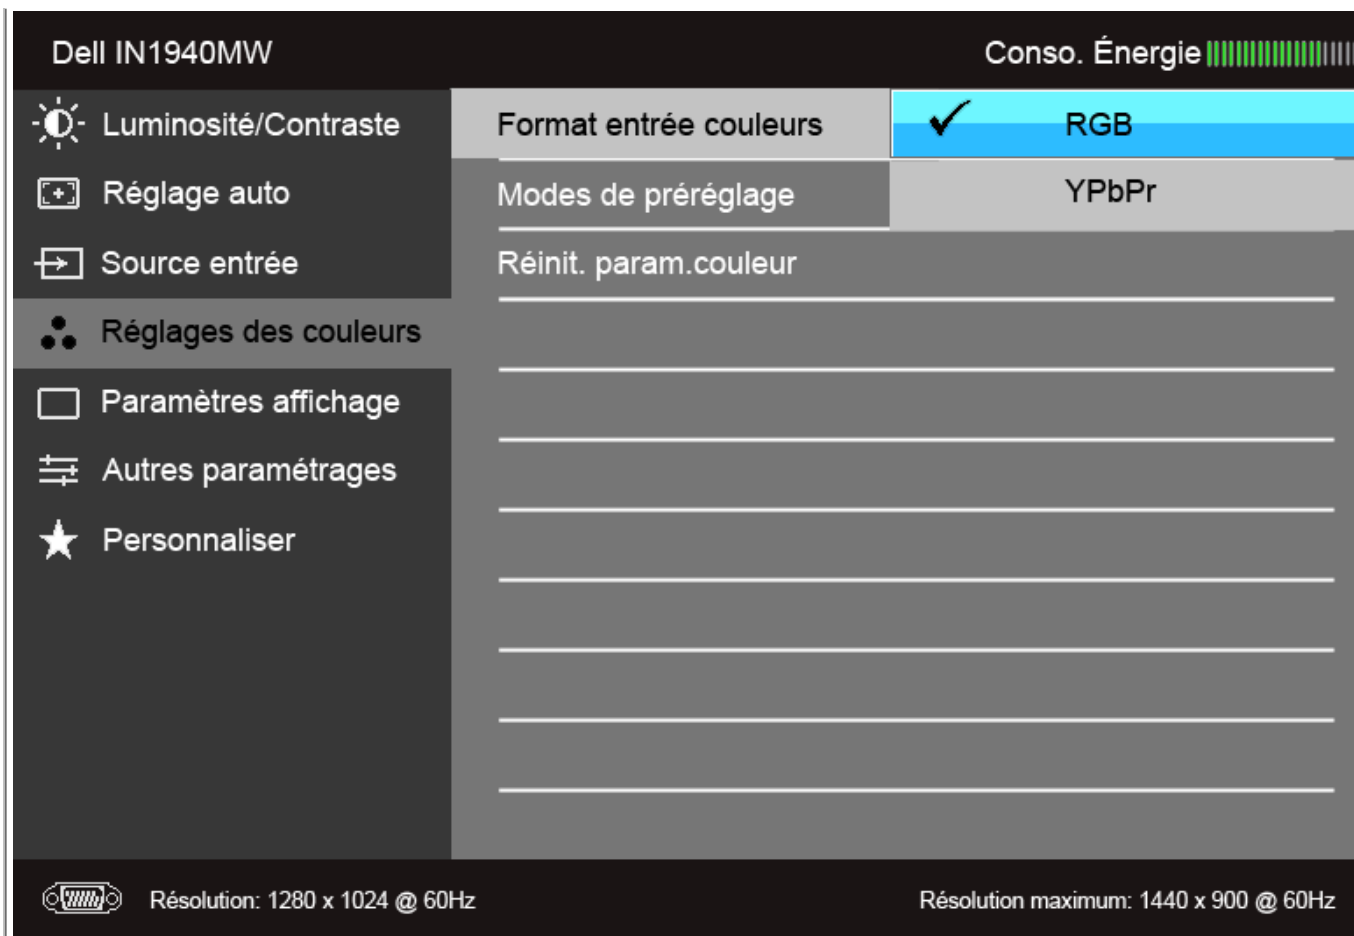 Dell IN1940MW
Conso. Énergie
Luminosité/Contraste
Réglage auto
Source entrée
Réglages des couleurs
Paramètres affichage
Autres paramétrages
Personnaliser
Format entrée couleurs
RGB
Modes de préréglage
YPbPr
Réinit. param.couleur
Résolution: 1280 x 1024 @ 60Hz
Résolution maximum: 1440 x 900 @ 60Hz